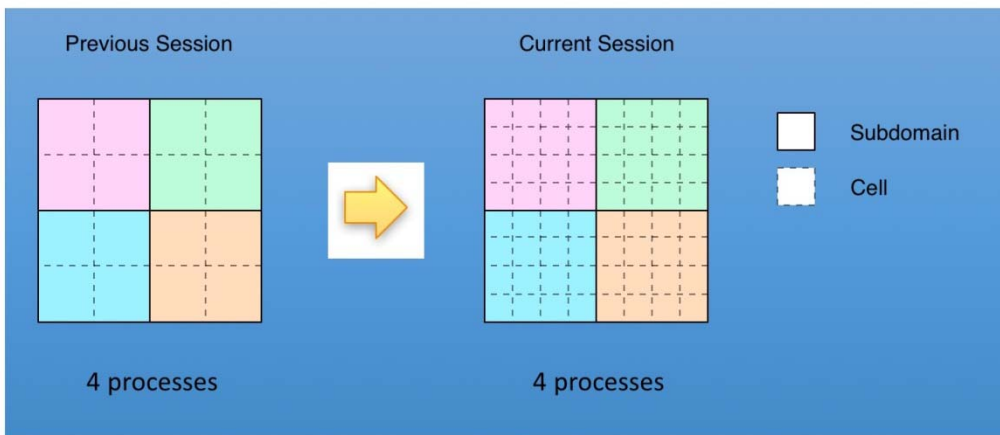 Previous Session
Current Session
Subdomain
Cell
4 processes
4 processes